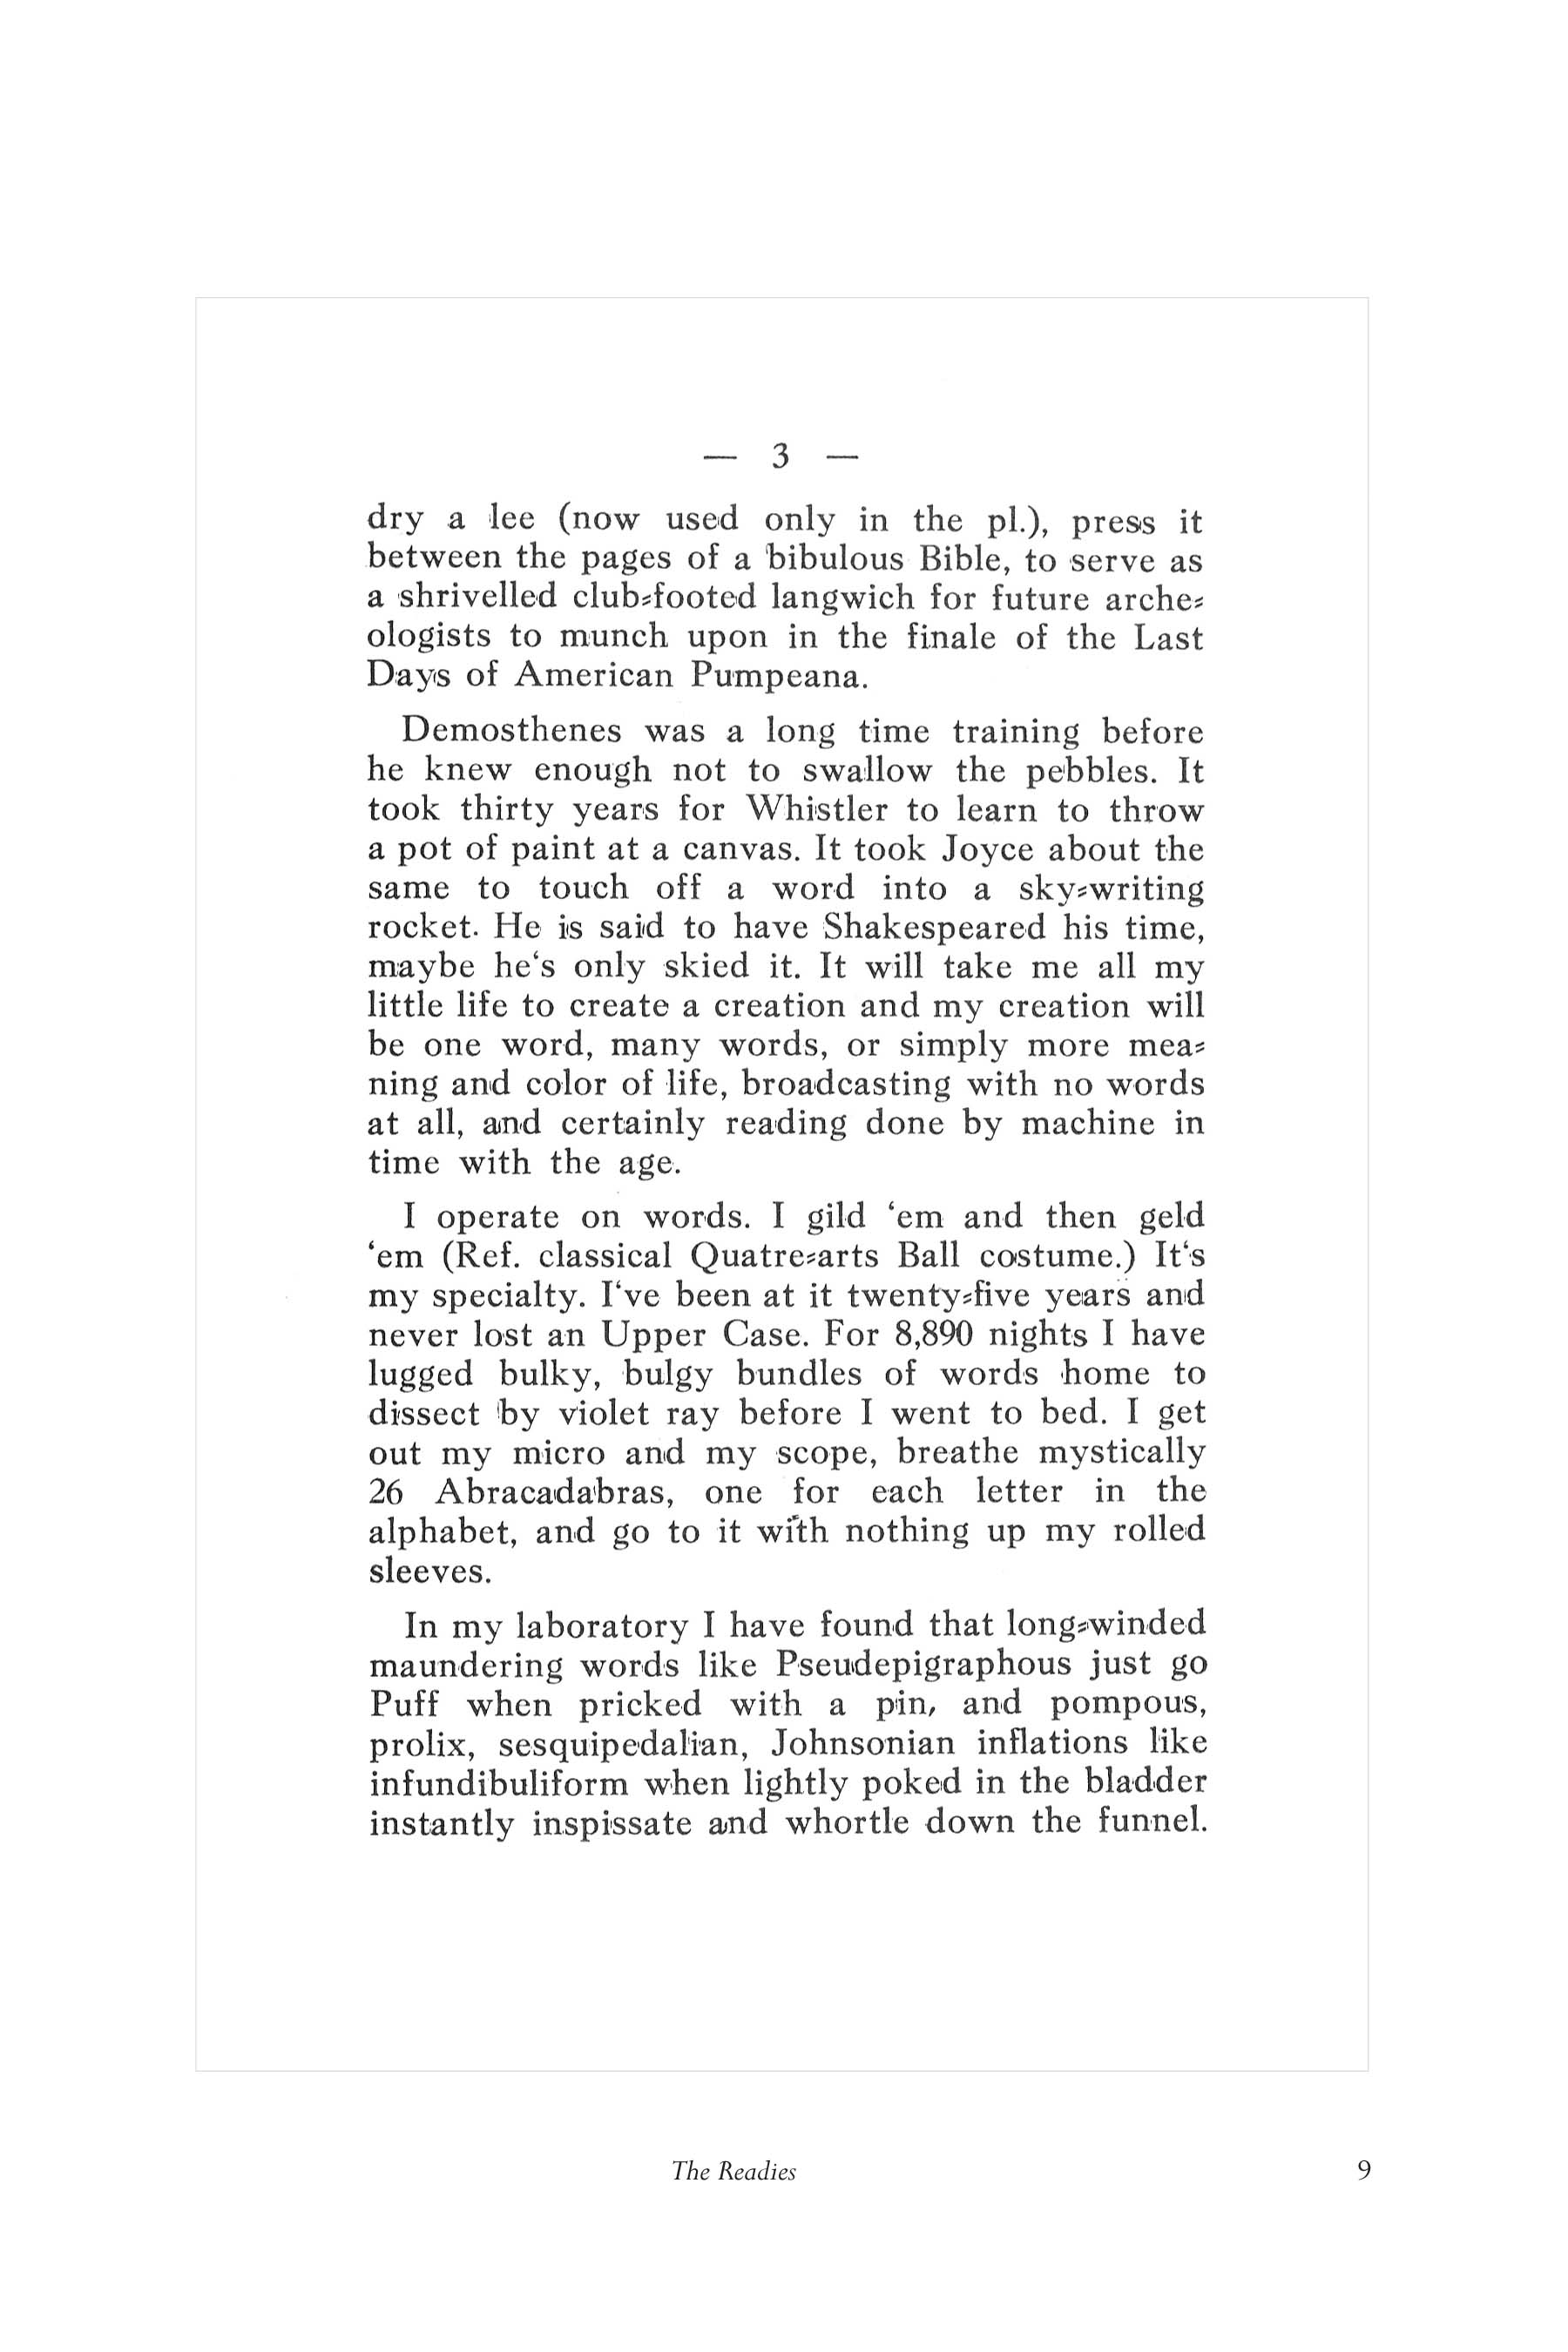 — 3 —
dry a lee (now used only in the pl.), press it
between the pages of a bibulous Bible, to serve as
a shrivelled club=footed langwich for future arche=
ologists to munch upon in the finale of the Last
Days of American Pumpeana.
Demosthenes was a long time training before
he knew enough not to swallow the pebbles. It
took thirty years for Whistler to learn to throw
a pot of paint at a canvas. It took Joyce about the
same to touch off a word into a sky=writing
rocket. He is said to have Shakespeared his time,
maybe he‘s only skied it. It will take me all my
little life to create a creation and my creation will
be one word, many words, or simply more mea=
ning and color of life, broadcasting with no words
at all, and certainly reading done by machine in
time with the age.
I operate on words. I gild ‘em and then geld
‘em (Ref. classical Quatre=arts Ball costume.) It‘s
my specialty. I‘ve been at it twenty=five years and
never lost an Upper Case. For 8,890 nights I have
lugged bulky, bulgy bundles of words home to
dissect by violet ray before I went to bed. I get
out my micro and my scope, breathe mystically
26 Abracadabras, one for each letter in the
alphabet, and go to it with nothing up my rolled
sleeves.
In my laboratory I have found that long=winded
maundering words like Pseudepigraphous just go
Puff when pricked with a pin, and pompous,
prolix, sesquipedalian, Johnsonian inflations like
infundibuliform when lightly poked in the bladder
instantly inspissate and whortle down the funnel.
The Readies 9